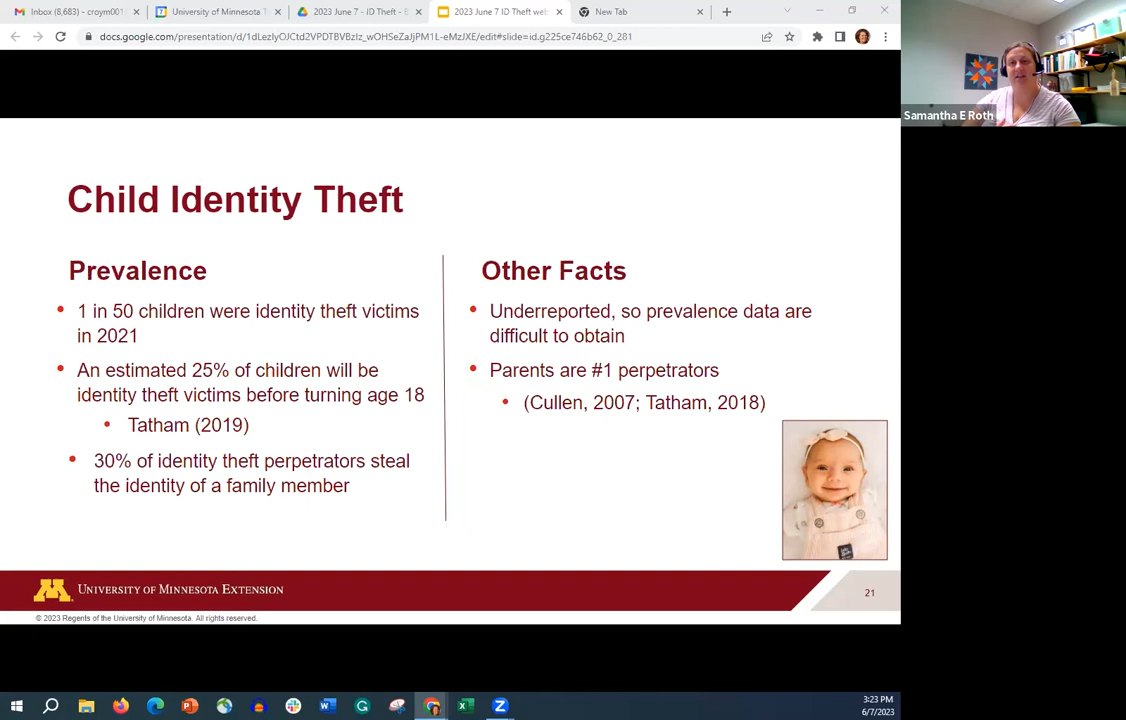 Inbox (8,683) - croym001
University of Minnesota
2023 June 7 - ID Theft - E
2023 June 7 ID Theft we
New Tab
docs.google.com/presentation/d/
edit#slide=id.g225ce746b62_0_281
Samantha E Roth
Child Identity Theft
Prevalence
• 1 in 50 children were identity theft victims
in 2021
• An estimated 25% of children will be
identity theft victims before turning age 18
• Tatham (2019)
• 30% of identity theft perpetrators steal
the identity of a family member
Other Facts
• Underreported, so prevalence data are
difficult to obtain
• Parents are #1 perpetrators
• (Cullen, 2007; Tatham, 2018)
M UNIVERSITY OF MINNESOTA EXTENSION
21
© 2023 Regents of the University of Minnesota. All rights reserved.
3:23 PM
6/7/2023